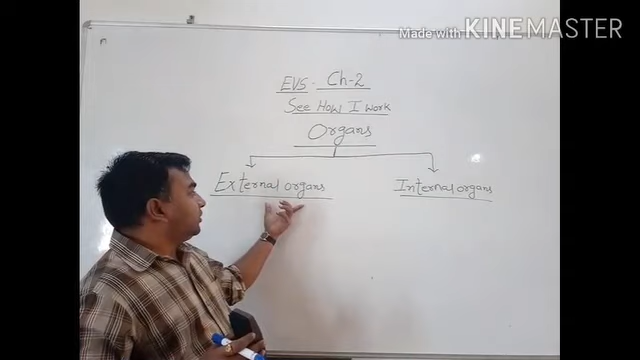 Made with KINEMASTER
EVS - Ch-2
See How I work
Organs
External organs
Internal organs